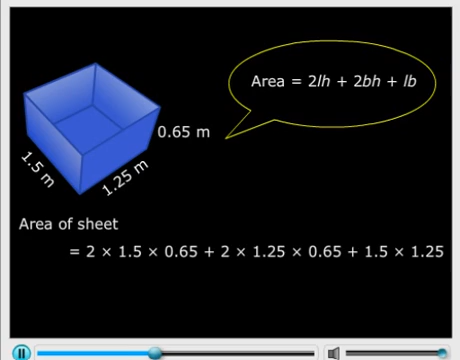 Area = 2lh + 2bh + lb
0.65 m
1.5 m
1.25 m
Area of sheet
= 2 × 1.5 × 0.65 + 2 × 1.25 × 0.65 + 1.5 × 1.25